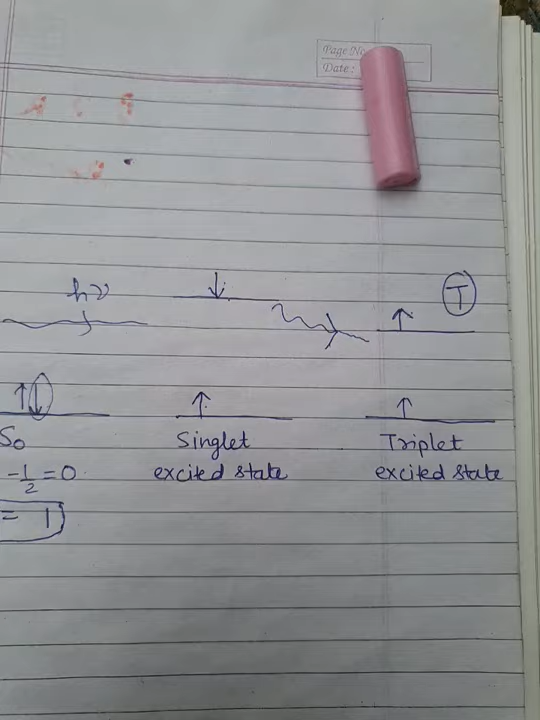 Page No
Date:
hν
T
↓
↑
↑↓
↑
↑
S₀
Singlet
Triplet
-1/2 = 0
excited state
excited state
= 1